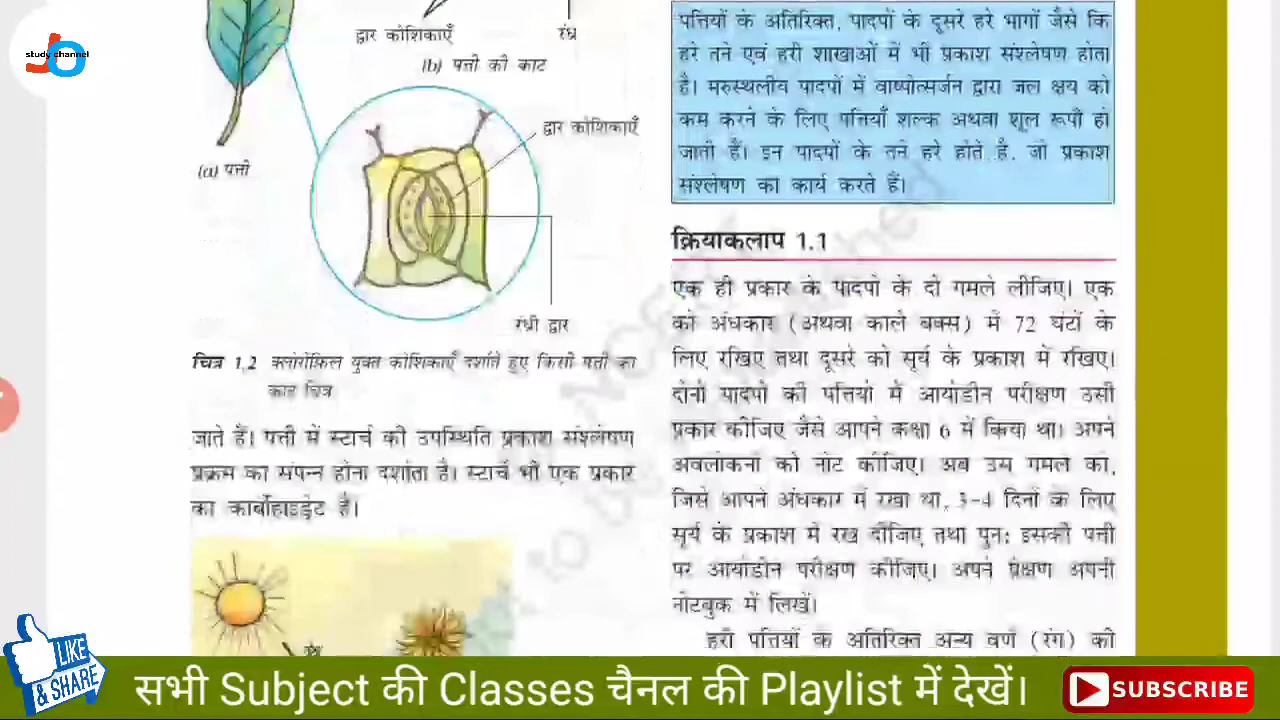 study channel
द्वार कोशिकाएँ
रंध्र
(b) पत्ती की काट
द्वार कोशिकाएँ
(a) पत्ती
रंध्री द्वार
चित्र 1.2 क्लोरोफ़िल युक्त कोशिकाएँ दर्शाते हुए किसी पत्ती का
काट चित्र
जाते हैं। पत्ती में स्टार्च की उपस्थिति प्रकाश संश्लेषण
प्रक्रम का संपन्न होना दर्शाता है। स्टार्च भी एक प्रकार
का कार्बोहाइड्रेट है।
पत्तियों के अतिरिक्त, पादपों के दूसरे हरे भागों जैसे कि
हरे तने एवं हरी शाखाओं में भी प्रकाश संश्लेषण होता
है। मरुस्थलीय पादपों में वाष्पोत्सर्जन द्वारा जल क्षय को
कम करने के लिए पत्तियाँ शल्क अथवा शूल रूपी हो
जाती हैं। इन पादपों के तने हरे होते हैं, जो प्रकाश
संश्लेषण का कार्य करते हैं।
क्रियाकलाप 1.1
एक ही प्रकार के पादपों के दो गमले लीजिए। एक
को अंधकार (अथवा काले बक्स) में 72 घंटों के
लिए रखिए तथा दूसरे को सूर्य के प्रकाश में रखिए।
दोनों पादपों की पत्तियों में आयोडीन परीक्षण उसी
प्रकार कीजिए जैसे आपने कक्षा 6 में किया था। अपने
अवलोकनों को नोट कीजिए। अब उस गमले को,
जिसे आपने अंधकार में रखा था, 3-4 दिनों के लिए
सूर्य के प्रकाश में रख दीजिए तथा पुन: इसकी पत्ती
पर आयोडीन परीक्षण कीजिए। अपने प्रेक्षण अपनी
नोटबुक में लिखें।
हरी पत्तियों के अतिरिक्त अन्य वर्ण (रंग) की
LIKE
& SHARE
सभी Subject की Classes चैनल की Playlist में देखें।
SUBSCRIBE